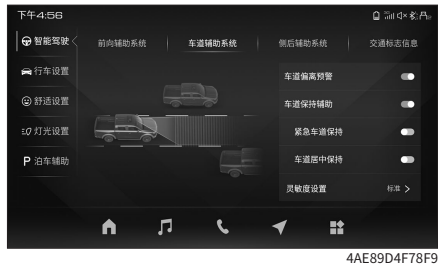 下午4:56
智能驾驶
前向辅助系统
车道辅助系统
侧后辅助系统
交通标志信息
行车设置
舒适设置
灯光设置
P 泊车辅助
车道偏离预警
车道保持辅助
紧急车道保持
车道居中保持
灵敏度设置 标准
4AE89D4F78F9